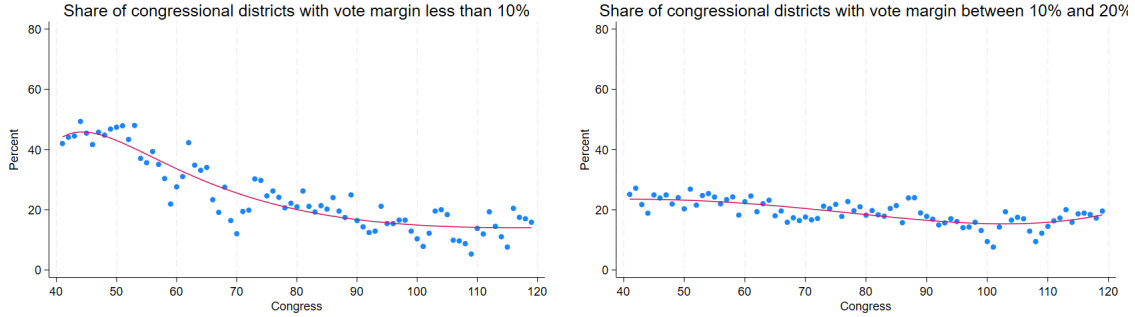 Share of congressional districts with vote margin less than 10%
80
60
40
20
0
Percent
40 50 60 70 80 90 100 110 120
Congress
Share of congressional districts with vote margin between 10% and 20%
80
60
40
20
0
Percent
40 50 60 70 80 90 100 110 120
Congress